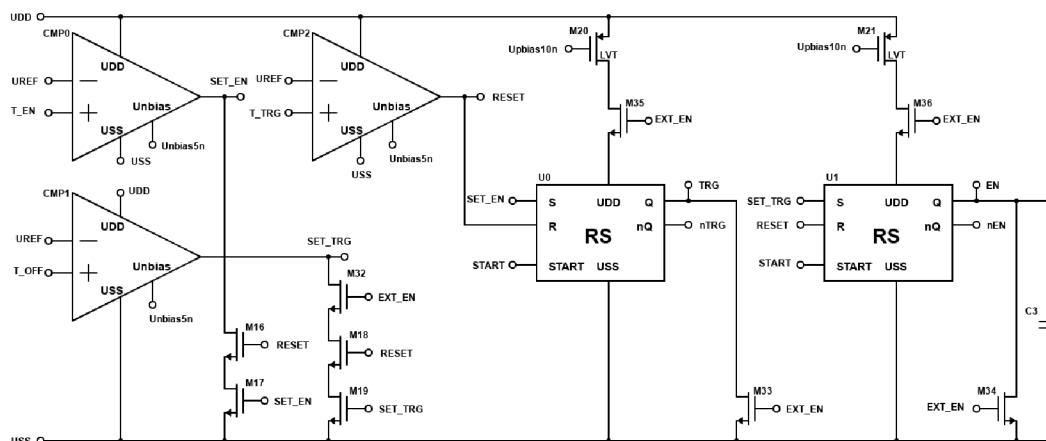 UDD
CMP0
CMP2
M20
M21
Upbias10n
LVT
Upbias10n
LVT
UDD
UREF
SET_EN
T_EN
Unbias
USS
Unbias5n
USS
UDD
UREF
RESET
T_TRG
Unbias
USS
Unbias5n
USS
M35
EXT_EN
M36
EXT_EN
CMP1
UDD
UDD
UREF
T_OFF
Unbias
USS
Unbias5n
SET_TRG
U0
SET_EN
S
UDD
Q
TRG
R
RS
nQ
nTRG
START
START
USS
U1
SET_TRG
S
UDD
Q
EN
RESET
R
RS
nQ
nEN
START
START
USS
M32
EXT_EN
M16
RESET
M18
RESET
M17
SET_EN
M19
SET_TRG
M33
EXT_EN
M34
EXT_EN
C3
USS